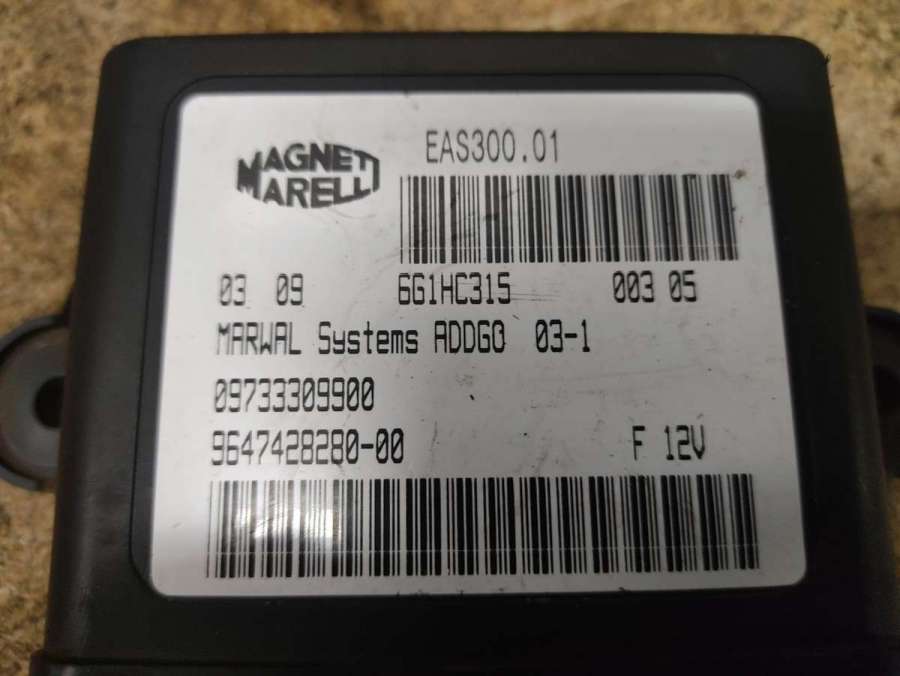 MAGNETI
MARELLI
EAS300.01
03 09 6G1HC315 003 05
MARWAL Systems ADDGO 03-1
09733309900
9647428280-00 F 12V